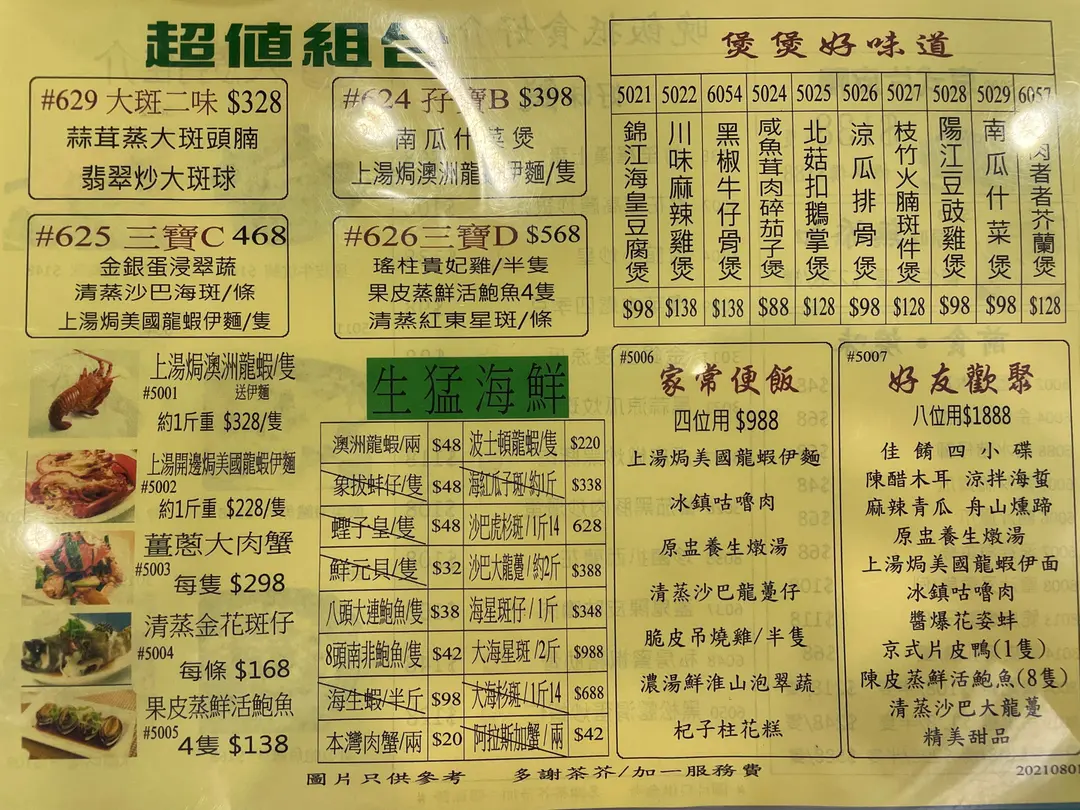 超值組合
#629 大斑二味 $328
蒜茸蒸大斑頭腩
翡翠炒大斑球
#624 孖寶B $398
南瓜什菜煲
上湯焗澳洲龍蝦伊麵/隻
#625 三寶C 468
金銀蛋浸翠蔬
清蒸沙巴海斑/條
上湯焗美國龍蝦伊麵/隻
#626三寶D $568
瑤柱貴妃雞/半隻
果皮蒸鮮活鮑魚4隻
清蒸紅東星斑/條
煲煲好味道
5021 錦江海皇豆腐煲 $98
5022 川味麻辣雞煲 $138
6054 黑椒牛仔骨煲 $138
5024 咸魚茸肉碎茄子煲 $88
5025 北菇扣鵝掌煲 $128
5026 涼瓜排骨煲 $98
5027 枝竹火腩斑件煲 $128
5028 陽江豆豉雞煲 $98
5029 南瓜什菜煲 $98
6057 肉者者芥蘭煲 $128
上湯焗澳洲龍蝦/隻
#5001 送伊麵
約1斤重 $328/隻
上湯開邊焗美國龍蝦伊麵
#5002
約1斤重 $228/隻
薑蔥大肉蟹
#5003 每隻 $298
清蒸金花斑仔
#5004
每條 $168
果皮蒸鮮活鮑魚
#5005
4隻 $138
生猛海鮮
澳洲龍蝦/兩 $48 波士頓龍蝦/隻 $220
象拔蚌仔/隻 $48 海紅瓜子斑/約1斤 $338
蟶子皇/隻 $48 沙巴虎杉斑/1斤14 628
鮮元貝/隻 $32 沙巴大龍躉/約2斤 $388
八頭大連鮑魚/隻 $38 海星斑仔/1斤 $348
8頭南非鮑魚/隻 $42 大海星斑/2斤 $988
海生蝦/半斤 $98 大海杉斑/1斤14 $688
本灣肉蟹/兩 $20 阿拉斯加蟹/兩 $42
#5006
家常便飯
四位用 $988
上湯焗美國龍蝦伊麵
冰鎮咕嚕肉
原盅養生燉湯
清蒸沙巴龍躉仔
脆皮吊燒雞/半隻
濃湯鮮淮山泡翠蔬
杞子桂花糕
#5007
好友歡聚
八位用$1888
佳餚四小碟
陳醋木耳 涼拌海蜇
麻辣青瓜 舟山燻蹄
原盅養生燉湯
上湯焗美國龍蝦伊面
冰鎮咕嚕肉
醬爆花姿蚌
京式片皮鴨(1隻)
陳皮蒸鮮活鮑魚(8隻)
清蒸沙巴大龍躉
精美甜品
圖片只供參考 多謝茶芥/加一服務費
20210801